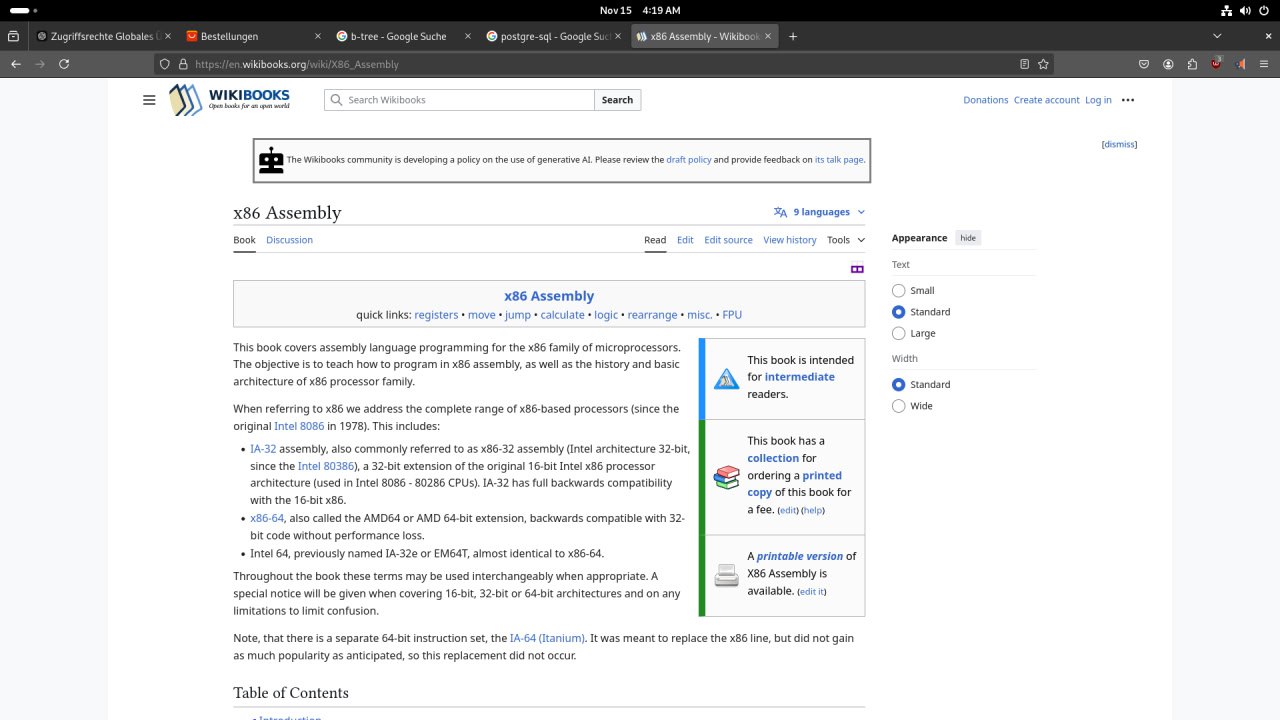 Nov 15 4:19 AM
Zugriffsrechte Globales
Bestellungen
b-tree - Google Suche
postgre-sql - Google Suc
x86 Assembly - Wikibook
https://en.wikibooks.org/wiki/X86_Assembly
WIKIBOOKS
Open books for an open world
Search Wikibooks
Search
Donations Create account Log in
The Wikibooks community is developing a policy on the use of generative AI. Please review the draft policy and provide feedback on its talk page.
[dismiss]
x86 Assembly
9 languages
Book Discussion
Read Edit Edit source View history Tools
x86 Assembly
quick links: registers • move • jump • calculate • logic • rearrange • misc. • FPU
This book covers assembly language programming for the x86 family of microprocessors.
The objective is to teach how to program in x86 assembly, as well as the history and basic
architecture of x86 processor family.
When referring to x86 we address the complete range of x86-based processors (since the
original Intel 8086 in 1978). This includes:
• IA-32 assembly, also commonly referred to as x86-32 assembly (Intel architecture 32-bit,
since the Intel 80386), a 32-bit extension of the original 16-bit Intel x86 processor
architecture (used in Intel 8086 - 80286 CPUs). IA-32 has full backwards compatibility
with the 16-bit x86.
• x86-64, also called the AMD64 or AMD 64-bit extension, backwards compatible with 32-
bit code without performance loss.
• Intel 64, previously named IA-32e or EM64T, almost identical to x86-64.
Throughout the book these terms may be used interchangeably when appropriate. A
special notice will be given when covering 16-bit, 32-bit or 64-bit architectures and on any
limitations to limit confusion.
Note, that there is a separate 64-bit instruction set, the IA-64 (Itanium). It was meant to replace the x86 line, but did not gain
as much popularity as anticipated, so this replacement did not occur.
This book is intended
for intermediate
readers.
This book has a
collection for
ordering a printed
copy of this book for
a fee. (edit) (help)
A printable version of
X86 Assembly is
available. (edit it)
Table of Contents
Introduction
Appearance hide
Text
Small
Standard
Large
Width
Standard
Wide